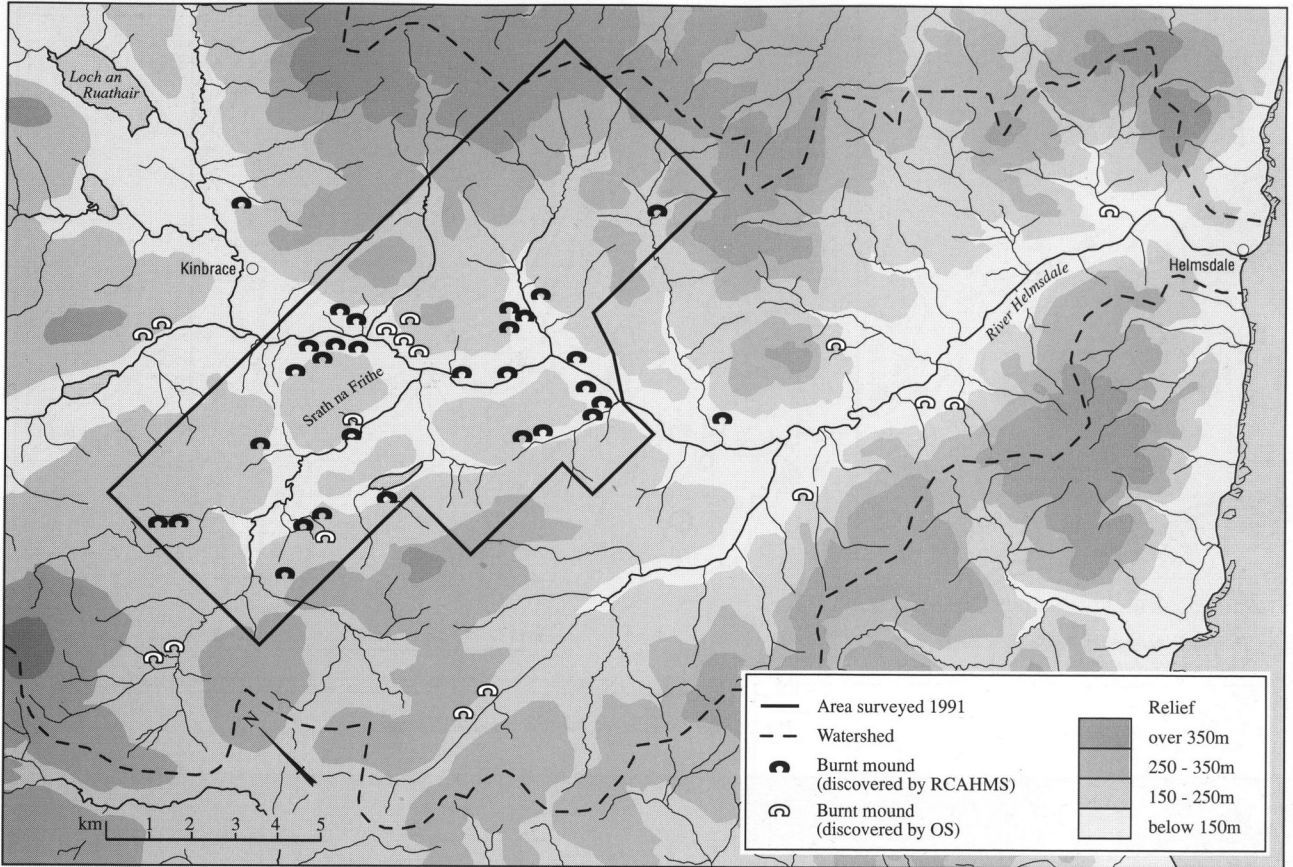 Loch an
Ruathair
Kinbrace
Helmsdale
River Helmsdale
Srath na Frithe
N
km 1 2 3 4 5
Area surveyed 1991
Watershed
Burnt mound
(discovered by RCAHMS)
Burnt mound
(discovered by OS)
Relief
over 350m
250 - 350m
150 - 250m
below 150m